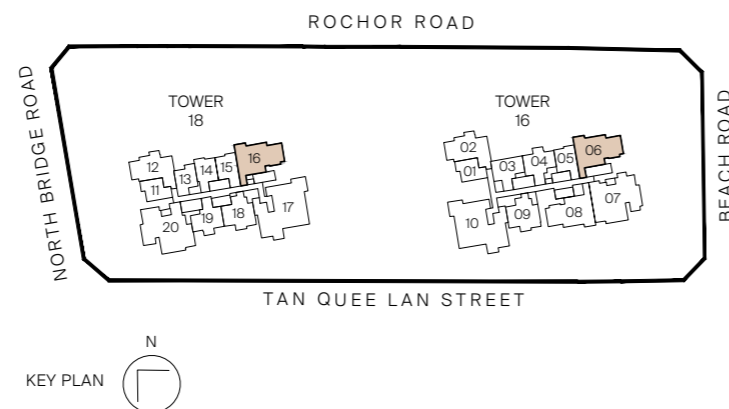 ROCHOR ROAD
NORTH BRIDGE ROAD
TOWER
18
12
11
13
14
15
16
20
19
18
17
TOWER
16
02
01
03
04
05
06
10
09
08
07
BEACH ROAD
TAN QUEE LAN STREET
N
KEY PLAN